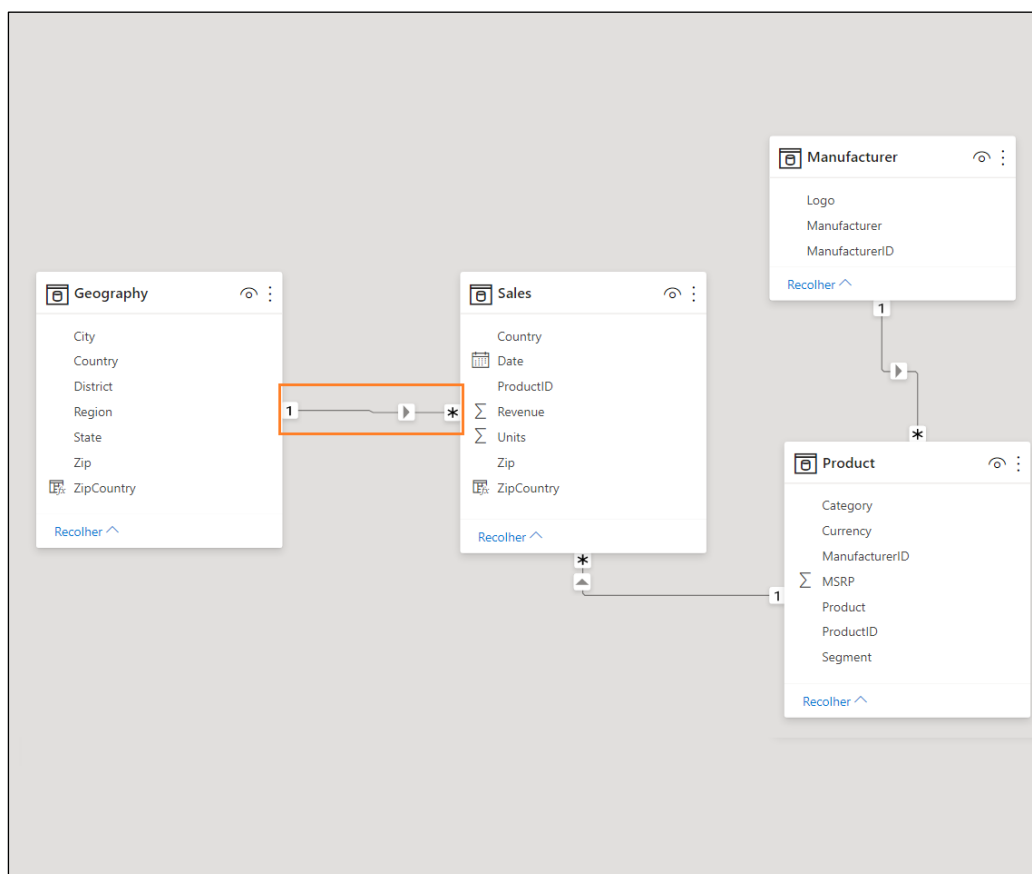 Geography
City
Country
District
Region
State
Zip
ZipCountry
Recolher
1
*
Sales
Country
Date
ProductID
Revenue
Units
Zip
ZipCountry
Recolher
*
1
Manufacturer
Logo
Manufacturer
ManufacturerID
Recolher
1
*
Product
Category
Currency
ManufacturerID
MSRP
Product
ProductID
Segment
Recolher